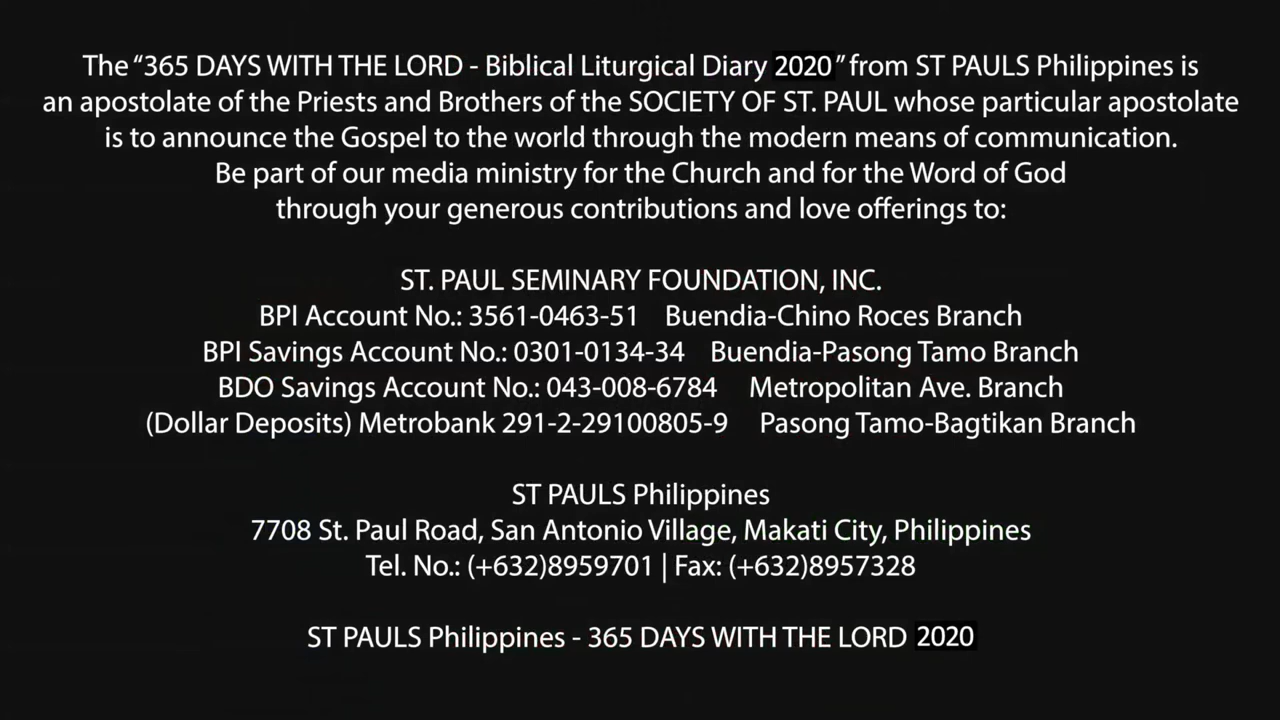 The “365 DAYS WITH THE LORD - Biblical Liturgical Diary 2020” from ST PAULS Philippines is
an apostolate of the Priests and Brothers of the SOCIETY OF ST. PAUL whose particular apostolate
is to announce the Gospel to the world through the modern means of communication.
Be part of our media ministry for the Church and for the Word of God
through your generous contributions and love offerings to:
ST. PAUL SEMINARY FOUNDATION, INC.
BPI Account No.: 3561-0463-51 Buendia-Chino Roces Branch
BPI Savings Account No.: 0301-0134-34 Buendia-Pasong Tamo Branch
BDO Savings Account No.: 043-008-6784 Metropolitan Ave. Branch
(Dollar Deposits) Metrobank 291-2-29100805-9 Pasong Tamo-Bagtikan Branch
ST PAULS Philippines
7708 St. Paul Road, San Antonio Village, Makati City, Philippines
Tel. No.: (+632)8959701 | Fax: (+632)8957328
ST PAULS Philippines - 365 DAYS WITH THE LORD 2020